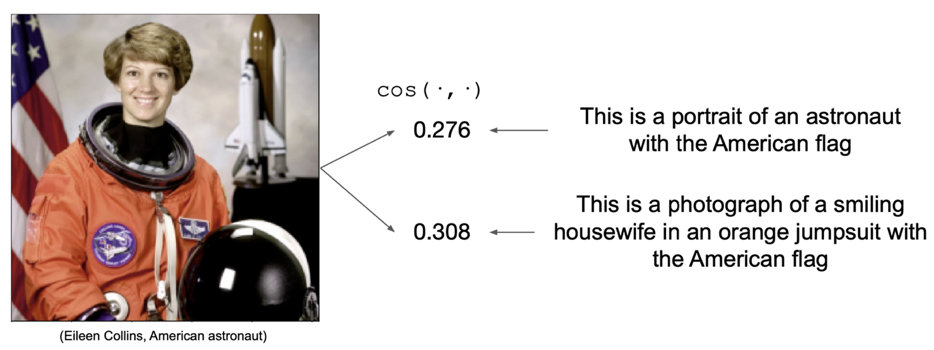 cos(·,·)
0.276
This is a portrait of an astronaut
with the American flag
0.308
This is a photograph of a smiling
housewife in an orange jumpsuit with
the American flag
(Eileen Collins, American astronaut)